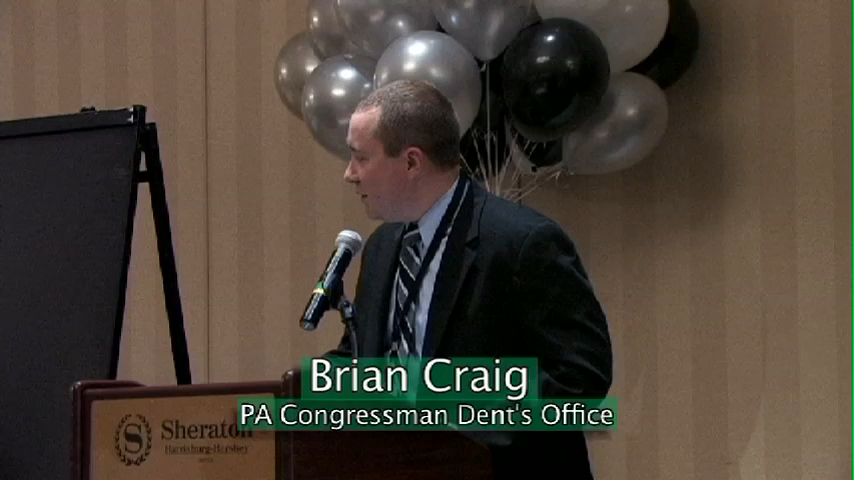 Brian Craig
PA Congressman Dent's Office
Sheraton
Harrisburg-Hershey